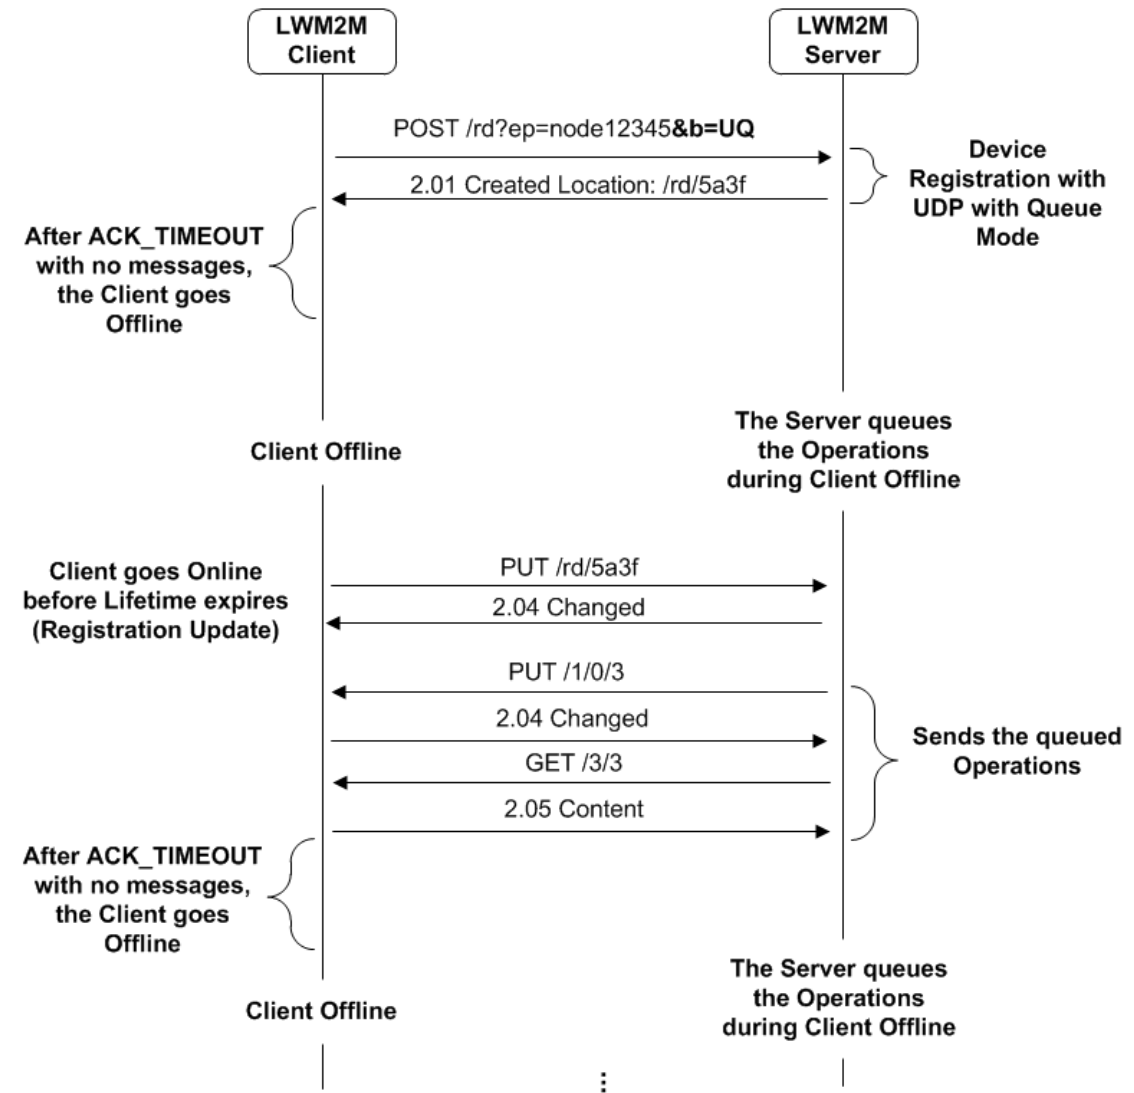 LWM2M
Client
LWM2M
Server
POST /rd?ep=node12345&b=UQ
2.01 Created Location: /rd/5a3f
Device
Registration with
UDP with Queue
Mode
After ACK_TIMEOUT
with no messages,
the Client goes
Offline
Client Offline
The Server queues
the Operations
during Client Offline
Client goes Online
before Lifetime expires
(Registration Update)
PUT /rd/5a3f
2.04 Changed
PUT /1/0/3
2.04 Changed
GET /3/3
2.05 Content
Sends the queued
Operations
After ACK_TIMEOUT
with no messages,
the Client goes
Offline
Client Offline
The Server queues
the Operations
during Client Offline